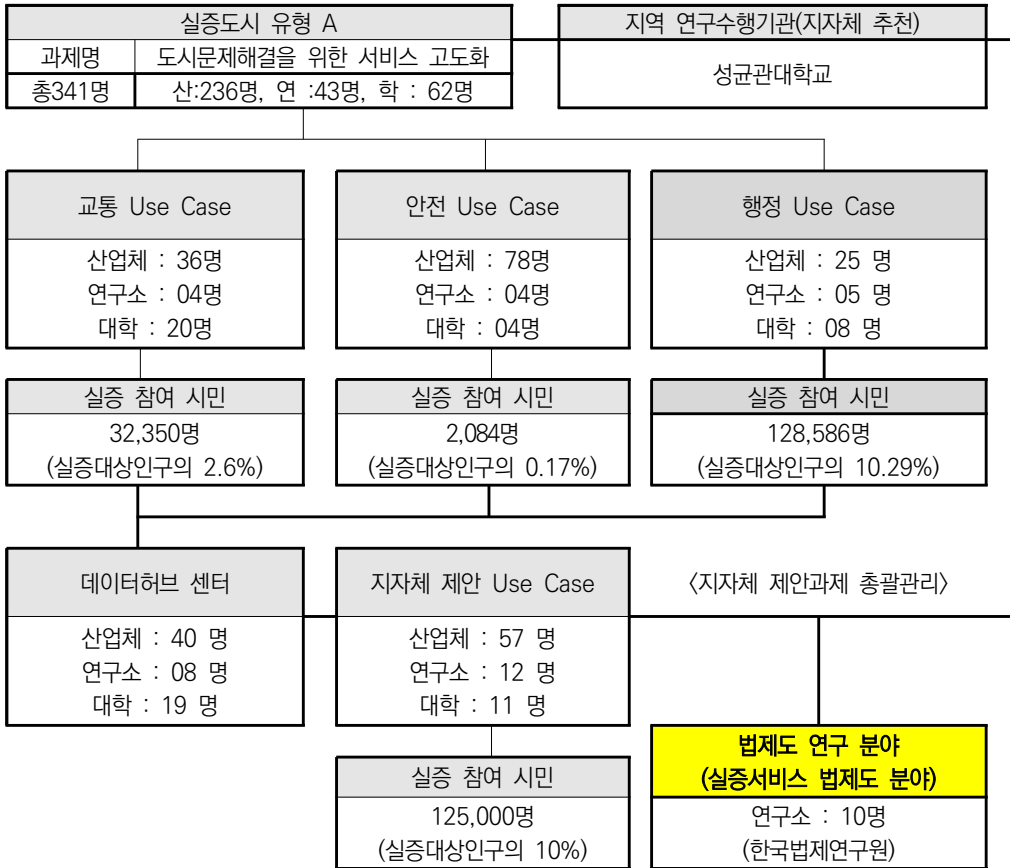 실증도시 유형 A
과제명 도시문제해결을 위한 서비스 고도화
총341명 산:236명, 연 :43명, 학 : 62명
지역 연구수행기관(지자체 추천)
성균관대학교
교통 Use Case
산업체 : 36명
연구소 : 04명
대학 : 20명
안전 Use Case
산업체 : 78명
연구소 : 04명
대학 : 04명
행정 Use Case
산업체 : 25 명
연구소 : 05 명
대학 : 08 명
실증 참여 시민
32,350명
(실증대상인구의 2.6%)
실증 참여 시민
2,084명
(실증대상인구의 0.17%)
실증 참여 시민
128,586명
(실증대상인구의 10.29%)
데이터허브 센터
산업체 : 40 명
연구소 : 08 명
대학 : 19 명
지자체 제안 Use Case
산업체 : 57 명
연구소 : 12 명
대학 : 11 명
〈지자체 제안과제 총괄관리〉
실증 참여 시민
125,000명
(실증대상인구의 10%)
법제도 연구 분야
(실증서비스 법제도 분야)
연구소 : 10명
(한국법제연구원)